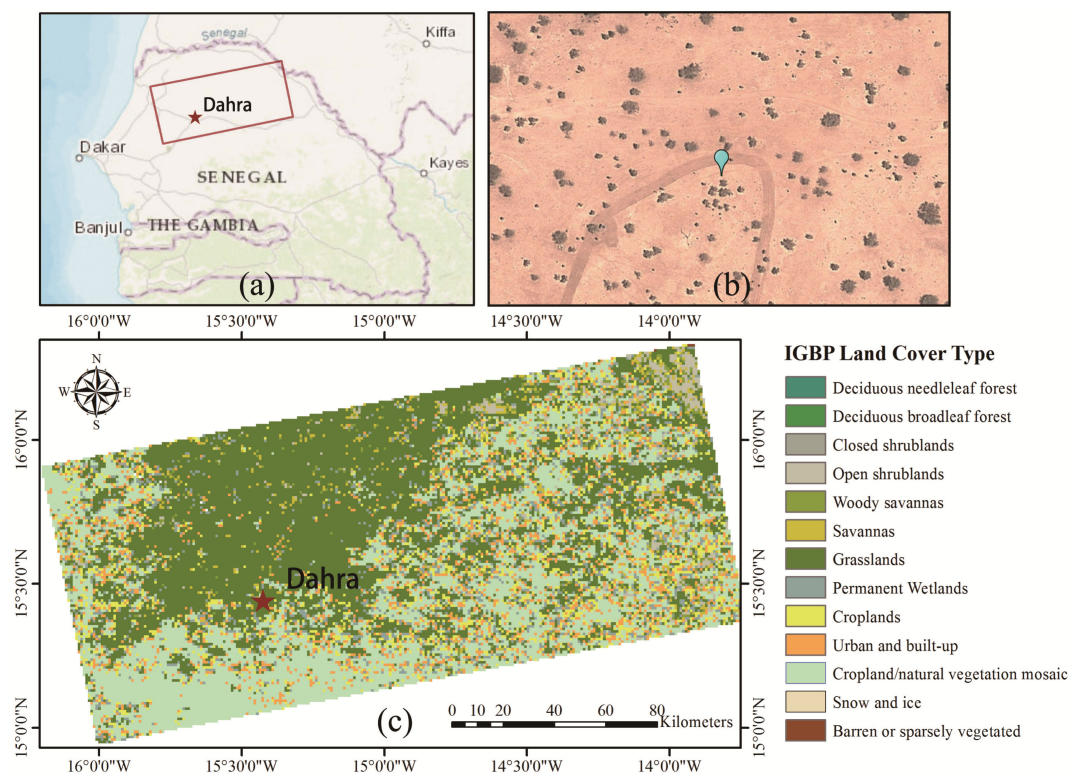 Senegal
Kiffa
Dahra
Dakar
Kayes
SENEGAL
Banjul
THE GAMBIA
(a)
(b)
16°0'0"W 15°30'0"W 15°0'0"W 14°30'0"W 14°0'0"W
N
W E
S
16°0'0"N
15°30'0"N
15°0'0"N
Dahra
(c)
0 10 20 40 60 80
Kilometers
16°0'0"N
15°30'0"N
15°0'0"N
16°0'0"W 15°30'0"W 15°0'0"W 14°30'0"W 14°0'0"W
IGBP Land Cover Type
Deciduous needleleaf forest
Deciduous broadleaf forest
Closed shrublands
Open shrublands
Woody savannas
Savannas
Grasslands
Permanent Wetlands
Croplands
Urban and built-up
Cropland/natural vegetation mosaic
Snow and ice
Barren or sparsely vegetated